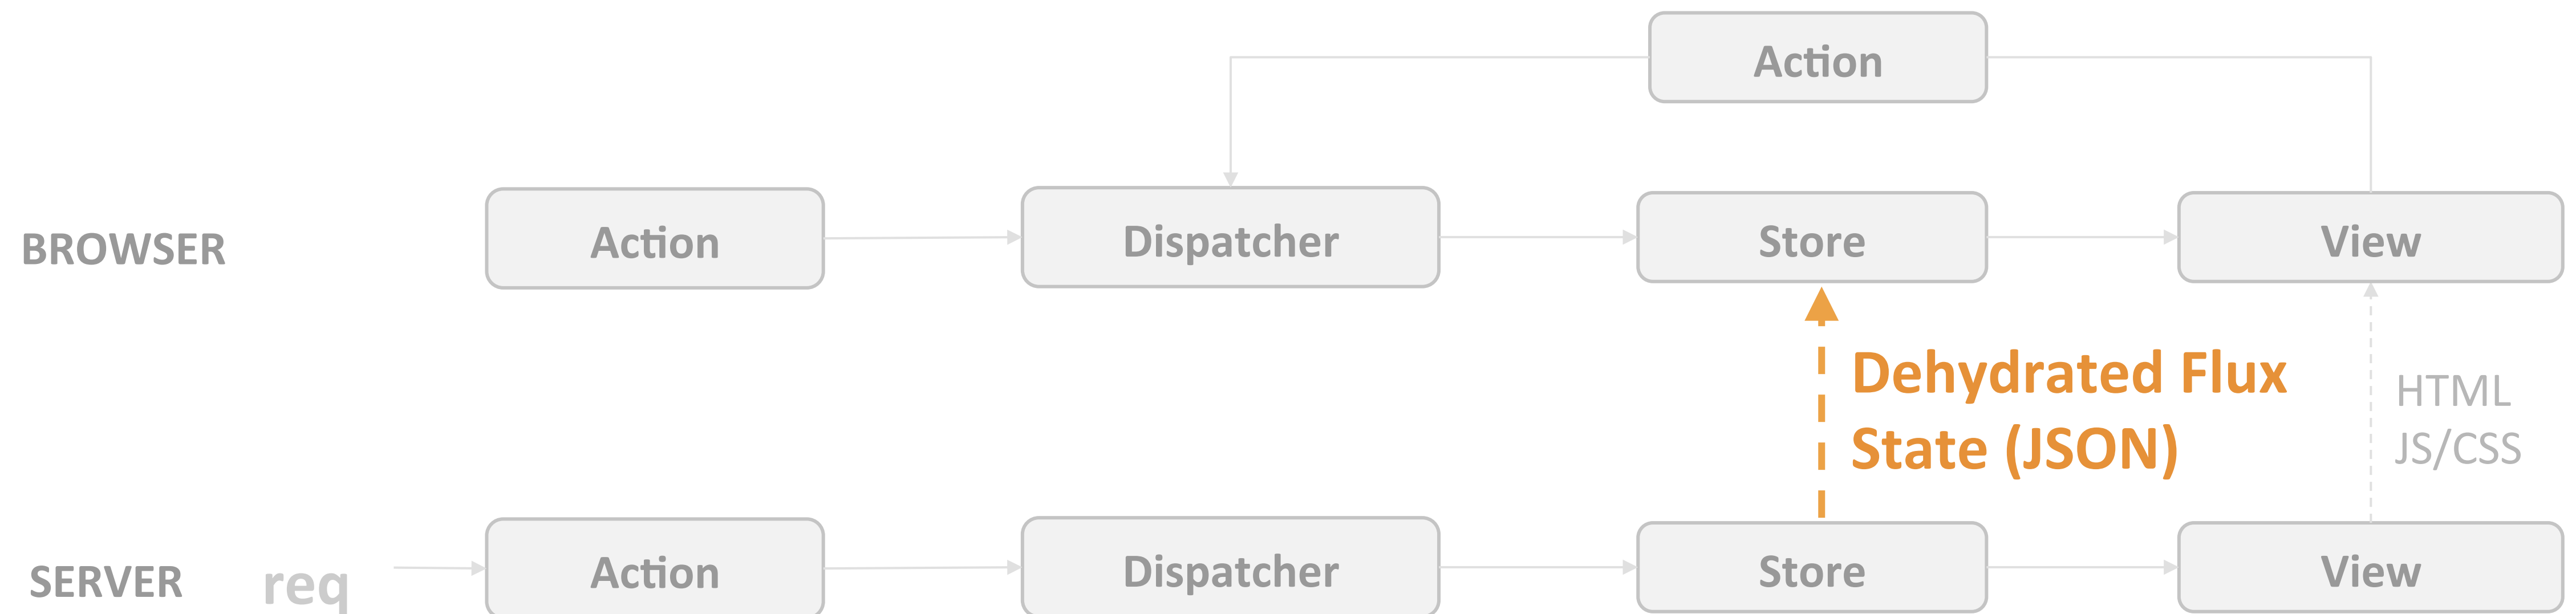 Action
BROWSER
Action
Dispatcher
Store
View
Dehydrated Flux
State (JSON)
HTML
JS/CSS
SERVER
req
Action
Dispatcher
Store
View